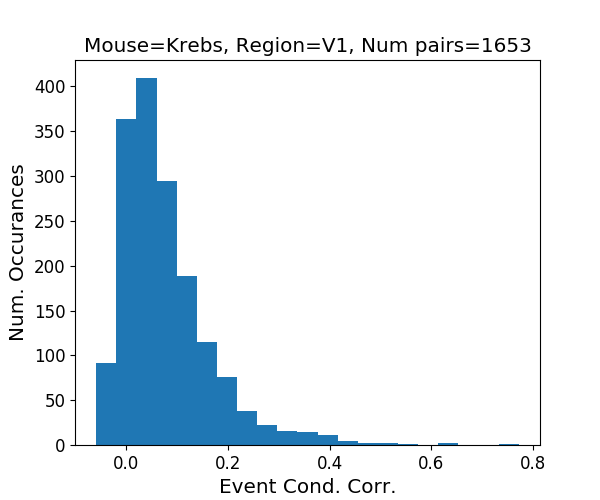 Mouse=Krebs, Region=V1, Num pairs=1653
400
350
300
250
200
150
100
50
0
Num. Occurances
0.0 0.2 0.4 0.6 0.8
Event Cond. Corr.